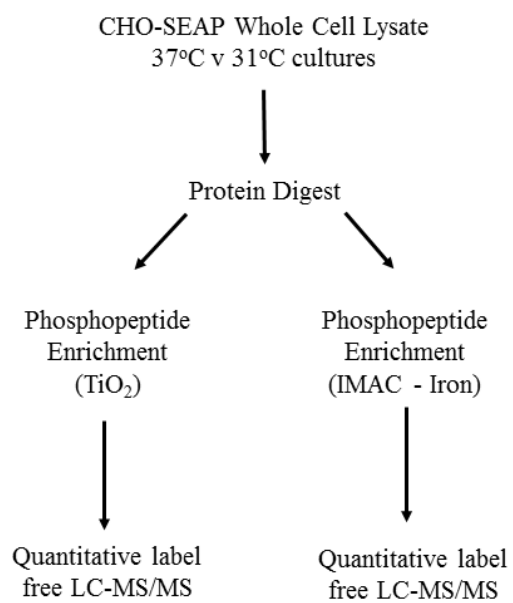 CHO-SEAP Whole Cell Lysate
37°C v 31°C cultures
Protein Digest
Phosphopeptide
Enrichment
(TiO₂)
Phosphopeptide
Enrichment
(IMAC - Iron)
Quantitative label
free LC-MS/MS
Quantitative label
free LC-MS/MS